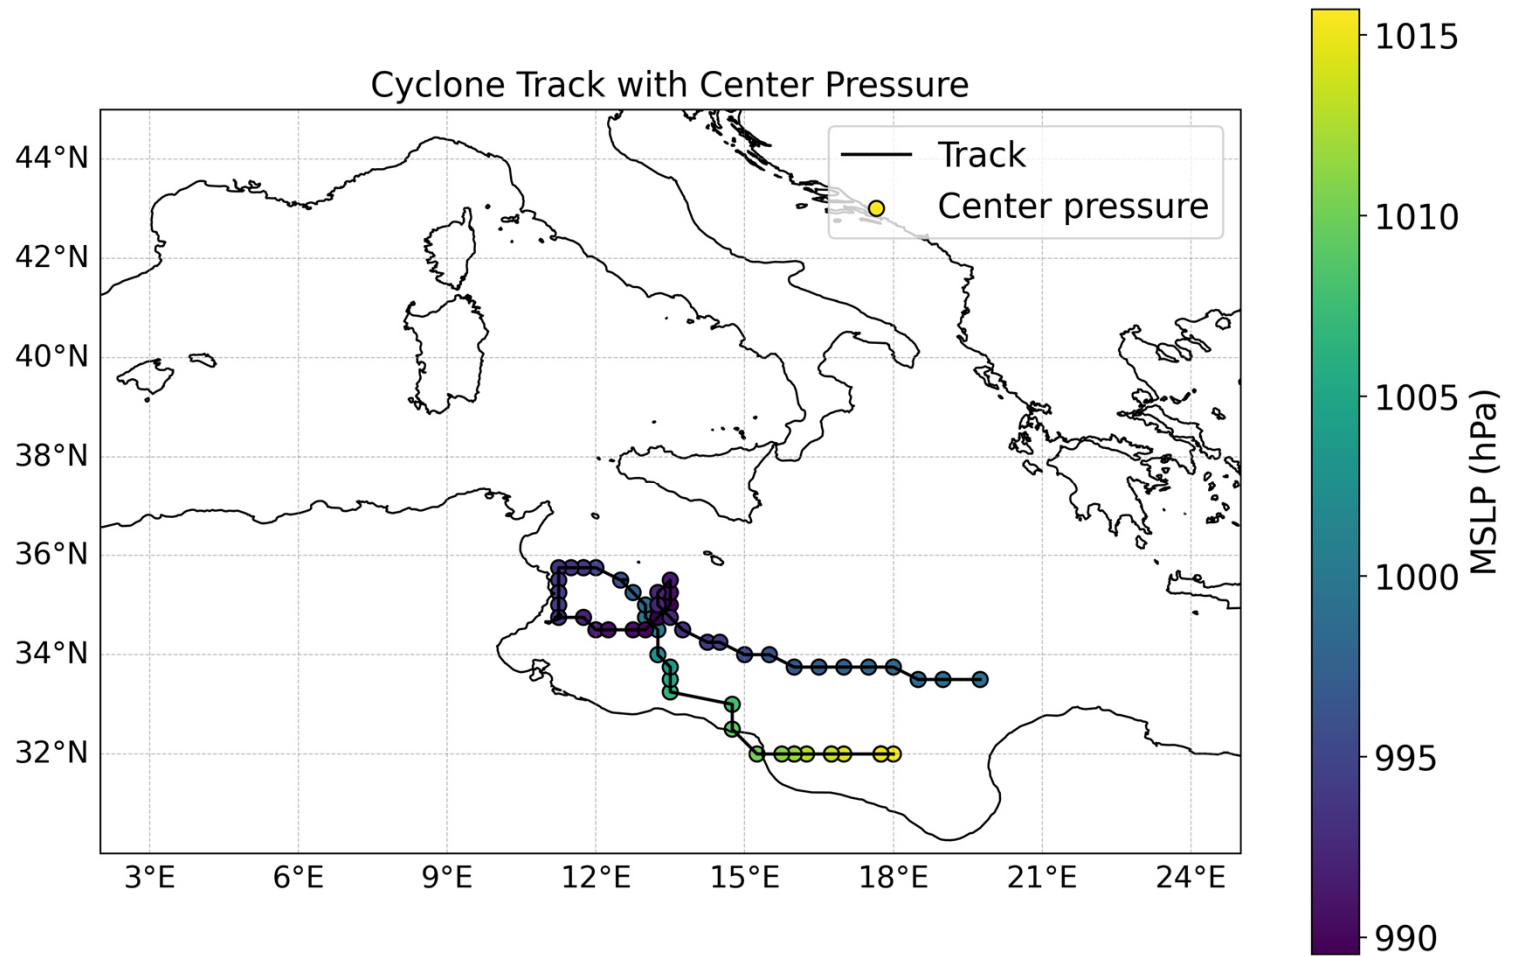 Cyclone Track with Center Pressure
Track
Center pressure
44°N
42°N
40°N
38°N
36°N
34°N
32°N
3°E
6°E
9°E
12°E
15°E
18°E
21°E
24°E
1015
1010
1005
1000
995
990
MSLP (hPa)